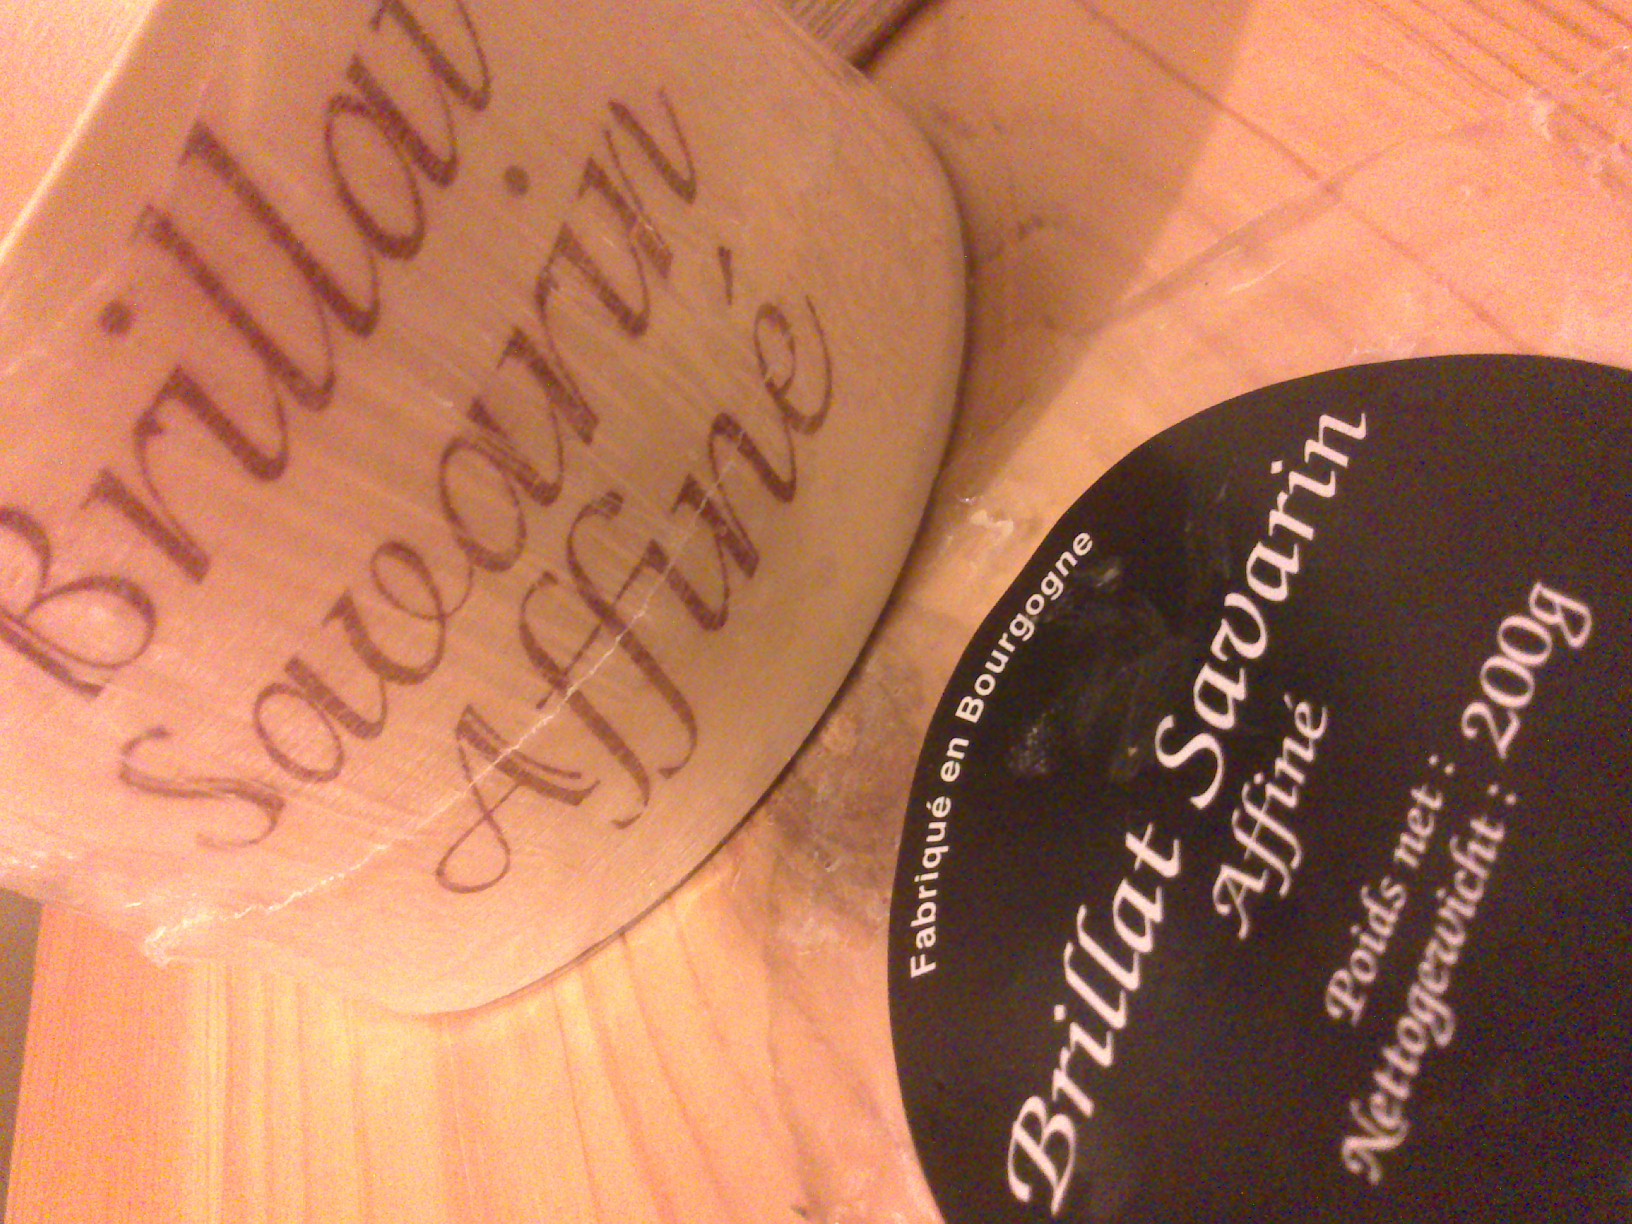 Brillat
Savarin
Affiné
Fabriqué en Bourgogne
Brillat Savarin
Affiné
Poids net :
Nettogewicht : 200g